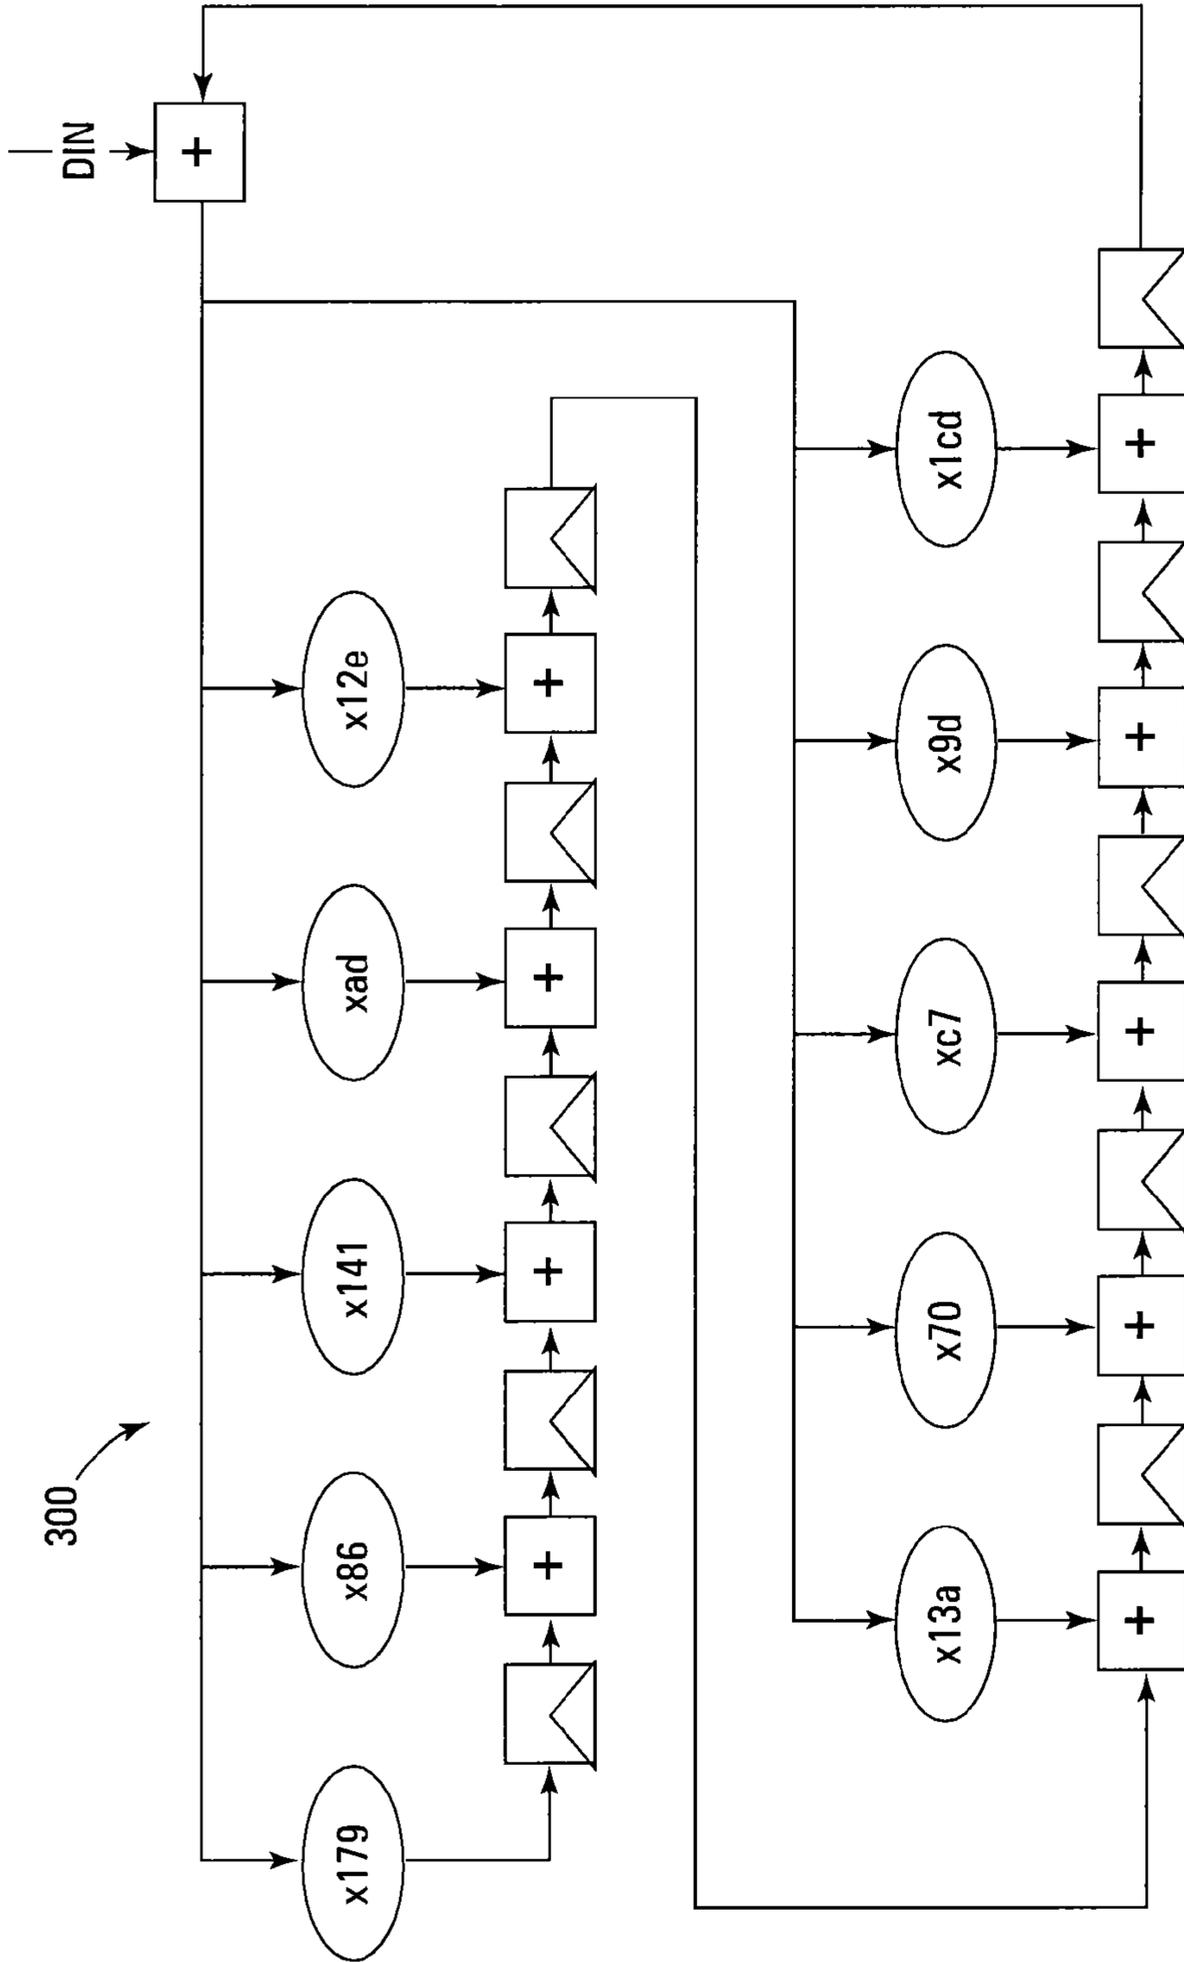 300
DIN
+
x179
x86
x141
xad
x12e
+
+
+
+
x13a
x70
xc7
x9d
x1cd
+
+
+
+
+